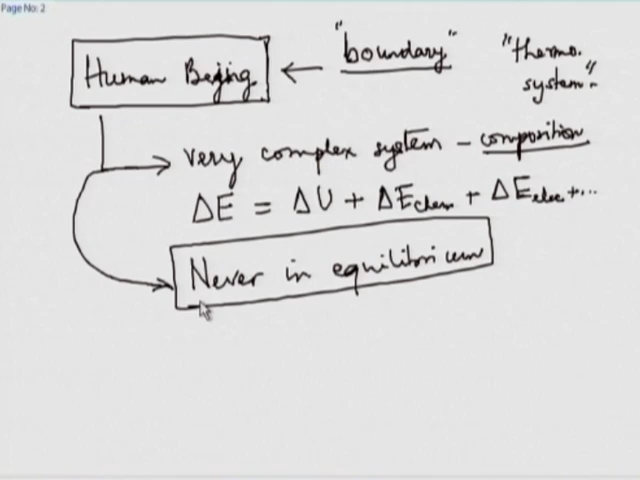 Page No: 2
Human Being ← "boundary" "thermo. system"
very complex system – composition
ΔE = ΔU + ΔEchem + ΔEelec +...
Never in equilibrium